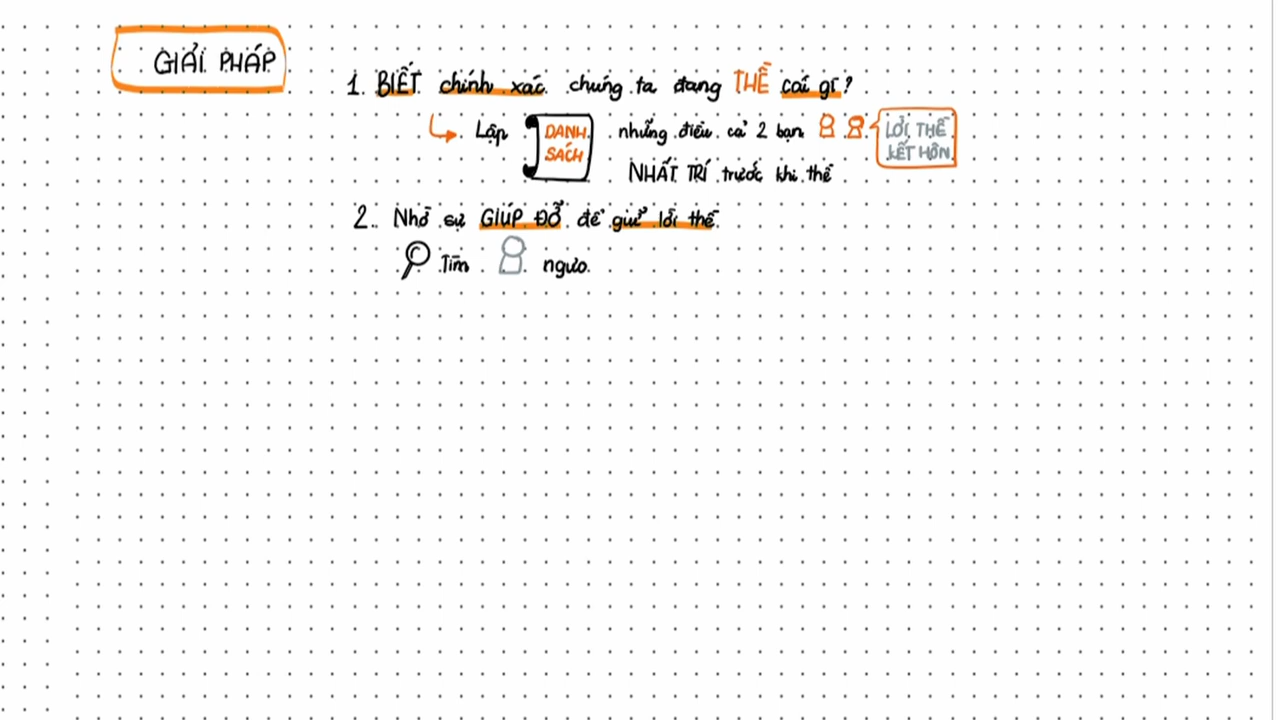 GIẢI PHÁP
1. BIẾT chính xác chúng ta đang THỀ cái gì?
Lập DANH SÁCH những điều cả 2 bạn
LỜI THỀ KẾT HÔN
NHẤT TRÍ trước khi thề
2. Nhờ sự GIÚP ĐỠ để giữ lời thề
Tìm ngưo